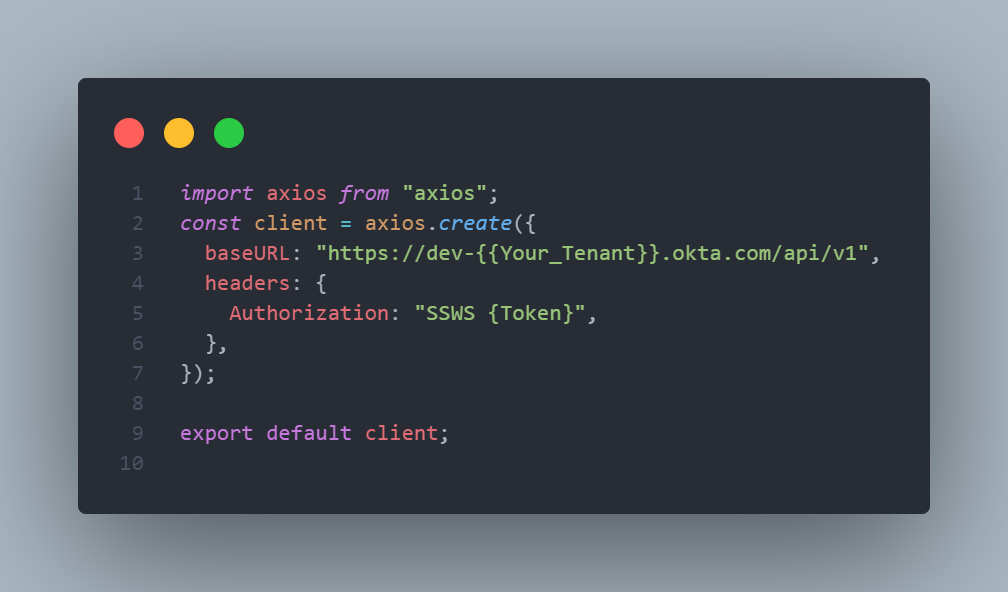 1 import axios from "axios";
2 const client = axios.create({
3 baseURL: "https://dev-{{Your_Tenant}}.okta.com/api/v1",
4 headers: {
5 Authorization: "SSWS {Token}",
6 },
7 });
8
9 export default client;
10